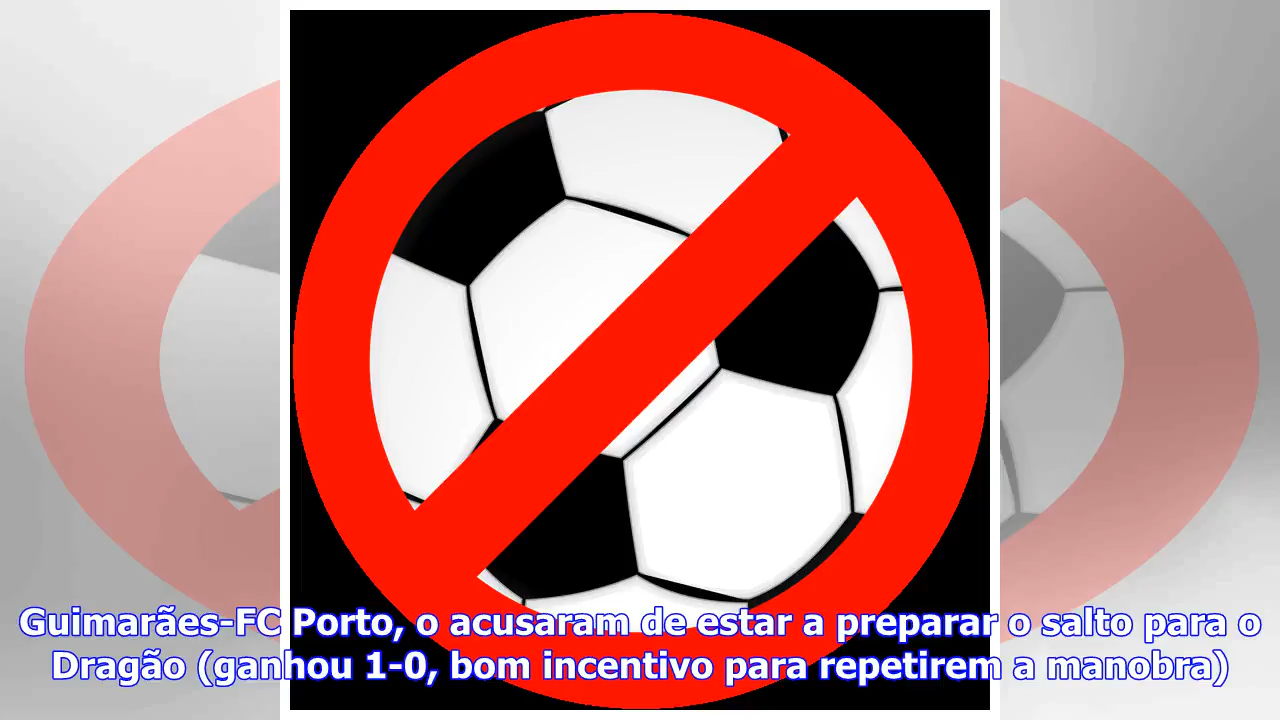 Guimarães-FC Porto, o acusaram de estar a preparar o salto para o
Dragão (ganhou 1-0, bom incentivo para repetirem a manobra)